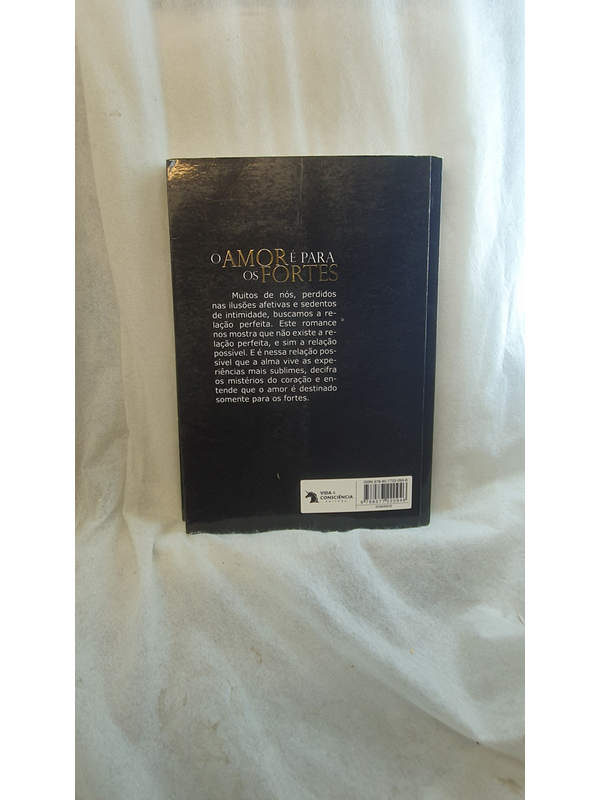 O AMOR É PARA
OS FORTES
Muitos de nós, perdidos
nas ilusões afetivas e sedentos
de intimidade, buscamos a re-
lação perfeita. Este romance
nos mostra que não existe a re-
lação perfeita, e sim a relação
possível. E é nessa relação pos-
sível que a alma vive as expe-
riências mais sublimes, decifra
os mistérios do coração e en-
tende que o amor é destinado
somente para os fortes.
VIDA &
CONSCIÊNCIA
EDITORA
ISBN